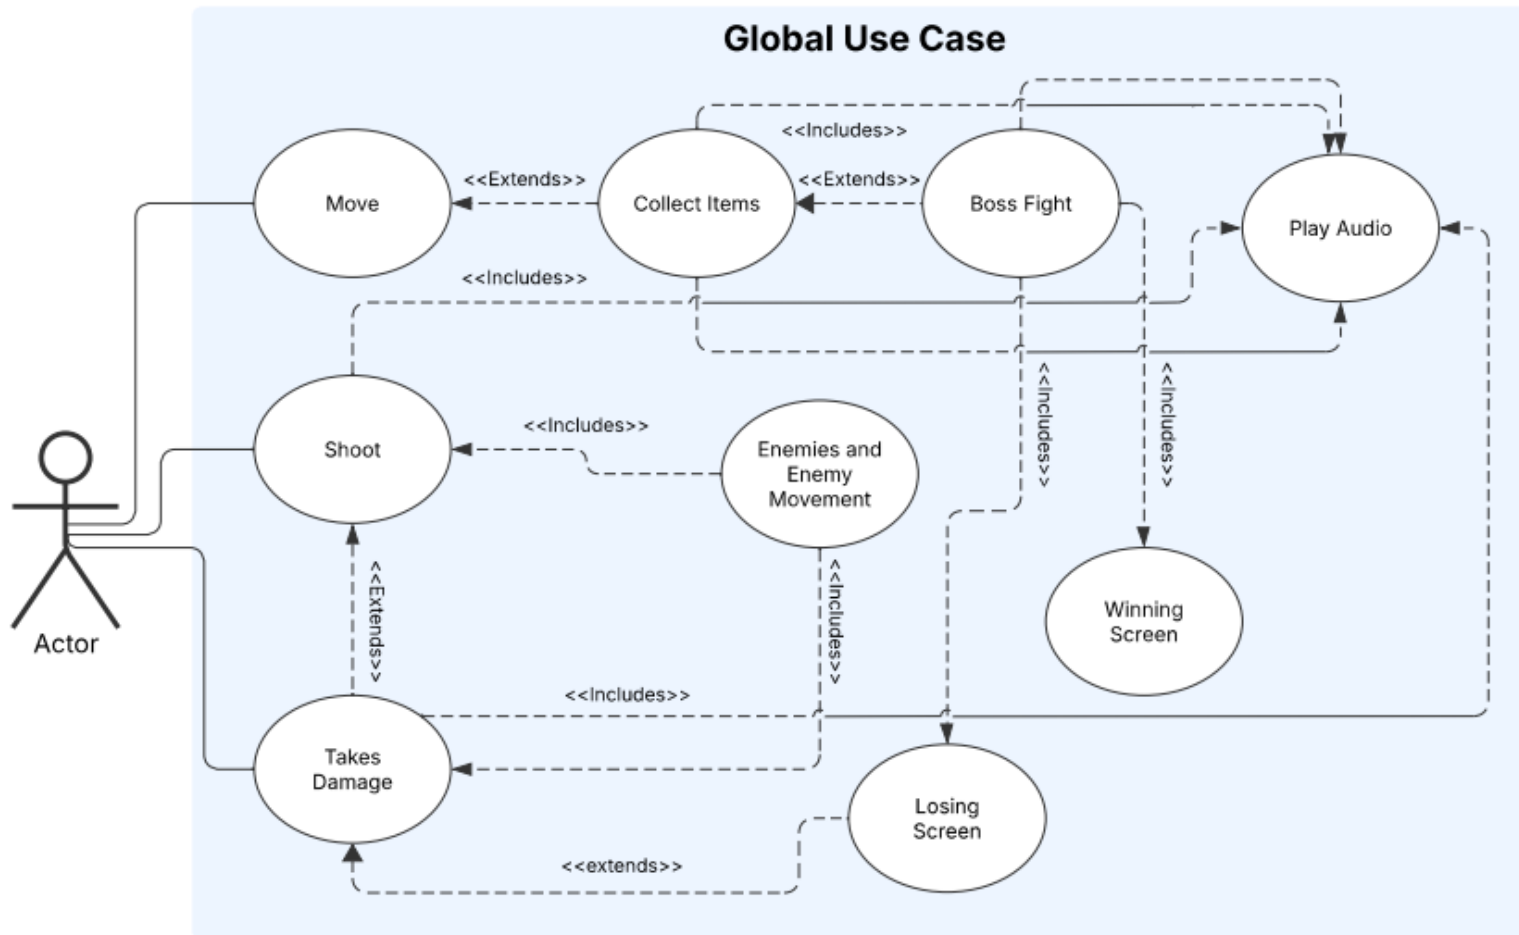 Global Use Case
<<Includes>>
<<Extends>>
<<Extends>>
Move
Collect Items
Boss Fight
Play Audio
<<Includes>>
<<Includes>>
<<Includes>>
<<Includes>>
Shoot
Enemies and
Enemy
Movement
<<Extends>>
<<Includes>>
Winning
Screen
Actor
<<Includes>>
Takes
Damage
Losing
Screen
<<extends>>